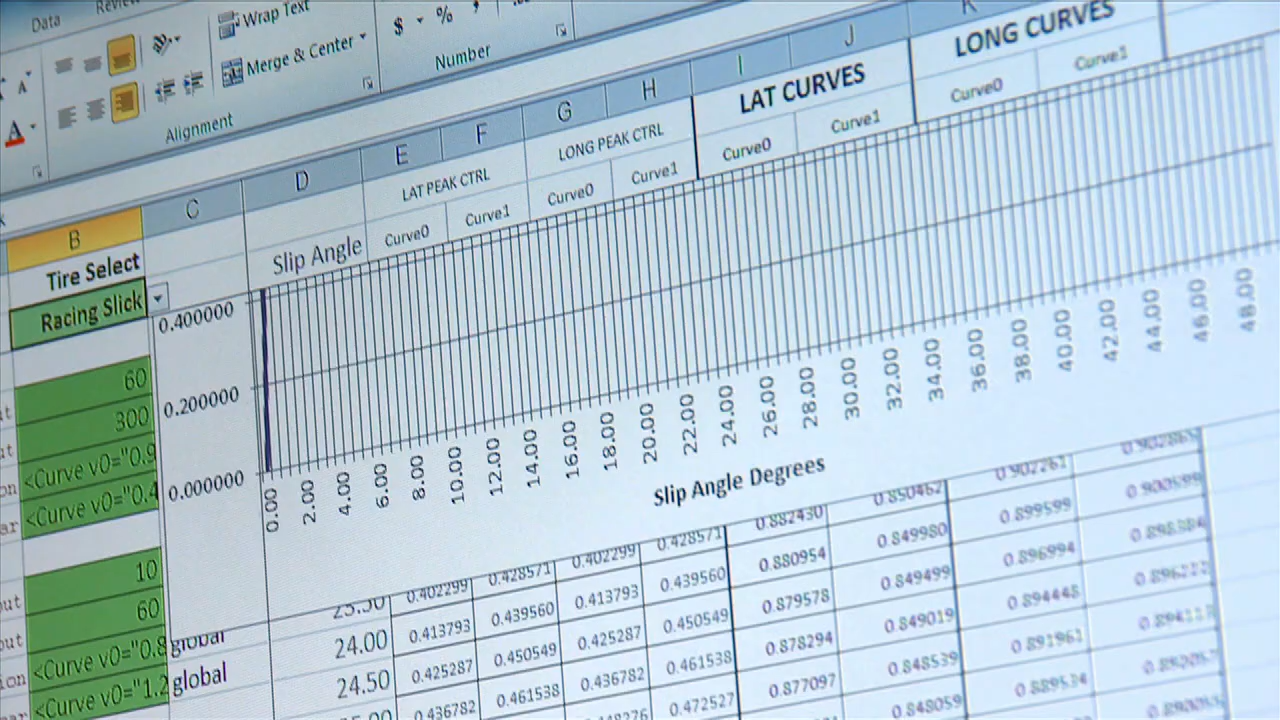 Data
Wrap Text
Merge & Center
$ %
Alignment
Number
B C D E F G H I J K
LAT PEAK CTRL LONG PEAK CTRL LAT CURVES LONG CURVES
Slip Angle Curve0 Curve1 Curve0 Curve1 Curve0 Curve1 Curve0 Curve1
Tire Select
Racing Slick
60
300
<Curve v0="0.9
<Curve v0="0.4
10
60
<Curve v0="0.8
<Curve v0="1.2
global
global
0.400000
0.200000
0.000000
0.00 2.00 4.00 6.00 8.00 10.00 12.00 14.00 16.00 18.00 20.00 22.00 24.00 26.00 28.00 30.00 32.00 34.00 36.00 38.00 40.00 42.00 44.00 46.00 48.00
Slip Angle Degrees
23.50 0.402299 0.428571 0.402299 0.428571 0.882430 0.850462 0.902261
24.00 0.413793 0.439560 0.413793 0.439560 0.880954 0.849980 0.899599 0.900599
24.50 0.425287 0.450549 0.425287 0.450549 0.879578 0.849499 0.896994
0.436782 0.461538 0.436782 0.461538 0.878294 0.849019 0.894448
0.472527 0.877097 0.848539 0.891961
0.848059 0.889534